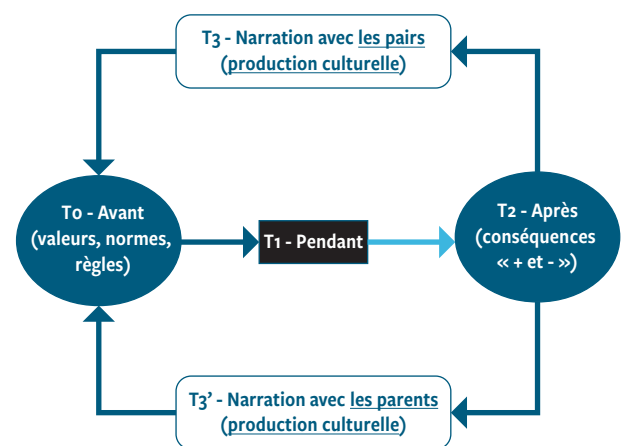 T3 - Narration avec les pairs
(production culturelle)
T0 - Avant
(valeurs, normes,
règles)
T1 - Pendant
T2 - Après
(conséquences
« + et - »)
T3’ - Narration avec les parents
(production culturelle)